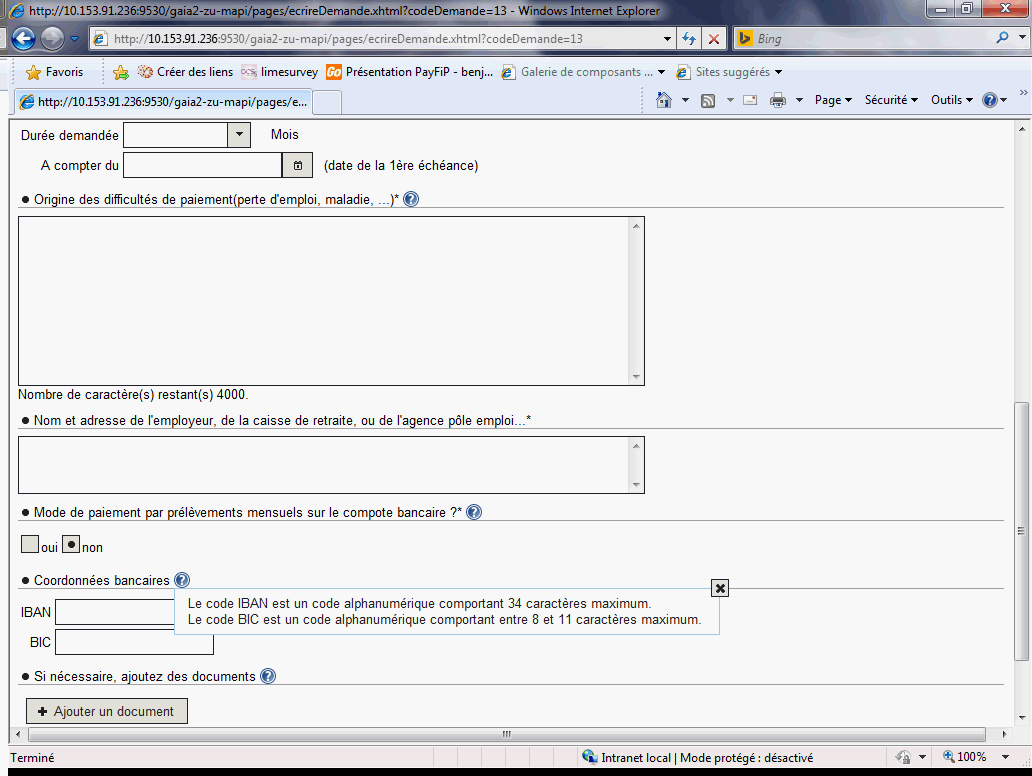 http://10.153.91.236:9530/gaia2-zu-mapi/pages/ecrireDemande.xhtml?codeDemande=13 - Windows Internet Explorer
http://10.153.91.236:9530/gaia2-zu-mapi/pages/ecrireDemande.xhtml?codeDemande=13
Bing
Favoris
Créer des liens
limesurvey
Présentation PayFiP - benj...
Galerie de composants ...
Sites suggérés
http://10.153.91.236:9530/gaia2-zu-mapi/pages/e...
Page
Sécurité
Outils
Durée demandée
Mois
A compter du
(date de la 1ère échéance)
Origine des difficultés de paiement(perte d'emploi, maladie, ...)*
Nombre de caractère(s) restant(s) 4000.
Nom et adresse de l'employeur, de la caisse de retraite, ou de l'agence pôle emploi...*
Mode de paiement par prélèvements mensuels sur le compote bancaire ?*
oui
non
Coordonnées bancaires
Le code IBAN est un code alphanumérique comportant 34 caractères maximum.
Le code BIC est un code alphanumérique comportant entre 8 et 11 caractères maximum.
IBAN
BIC
Si nécessaire, ajoutez des documents
Ajouter un document
Terminé
Intranet local | Mode protégé : désactivé
100%